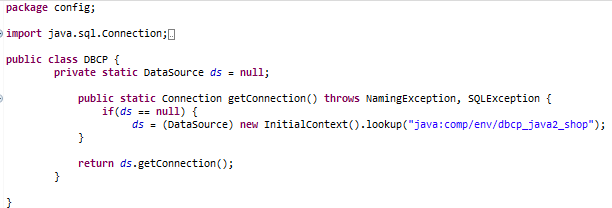 package config;
import java.sql.Connection;
public class DBCP {
private static DataSource ds = null;
public static Connection getConnection() throws NamingException, SQLException {
if(ds == null) {
ds = (DataSource) new InitialContext().lookup("java:comp/env/dbcp_java2_shop");
}
return ds.getConnection();
}
}